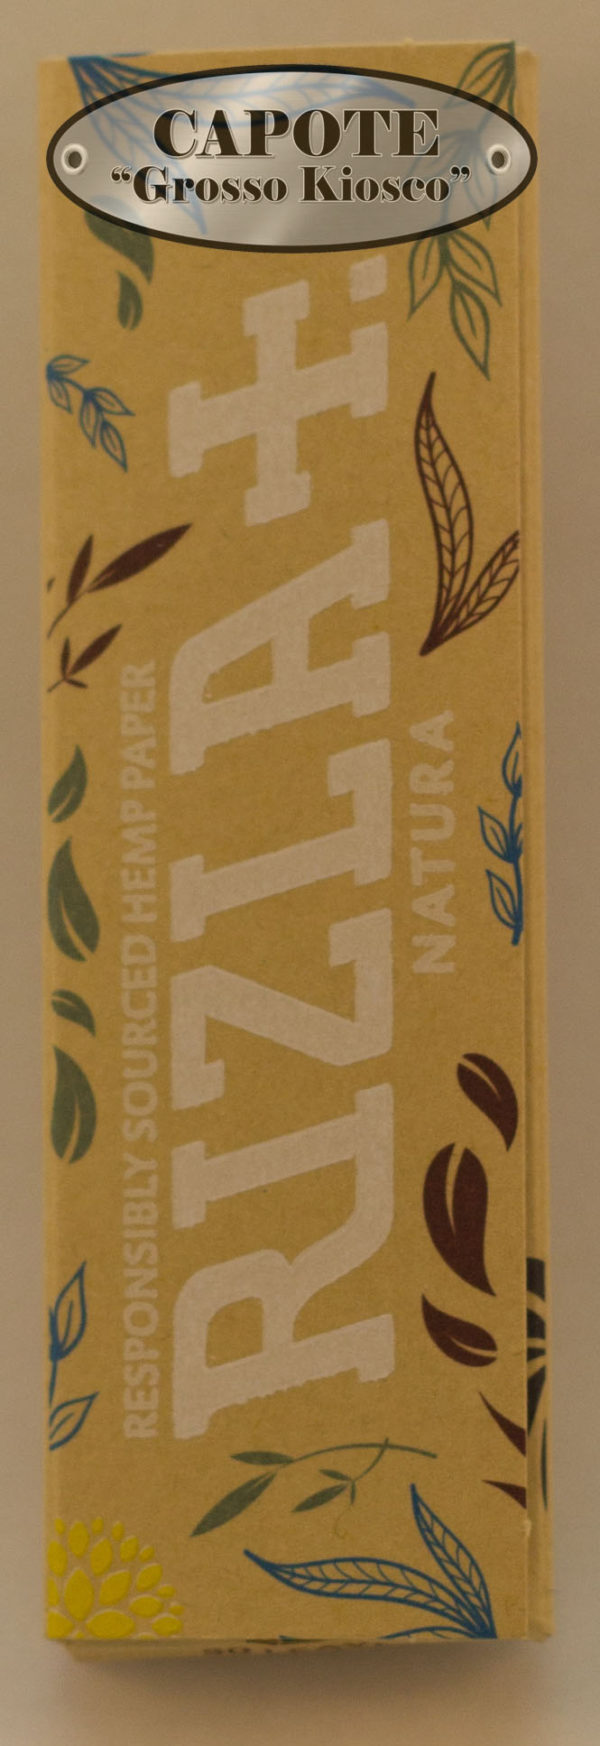 CAPOTE
“Grosso Kiosco”
RESPONSIBLY SOURCED HEMP PAPER
RIZLA+.
NATURA